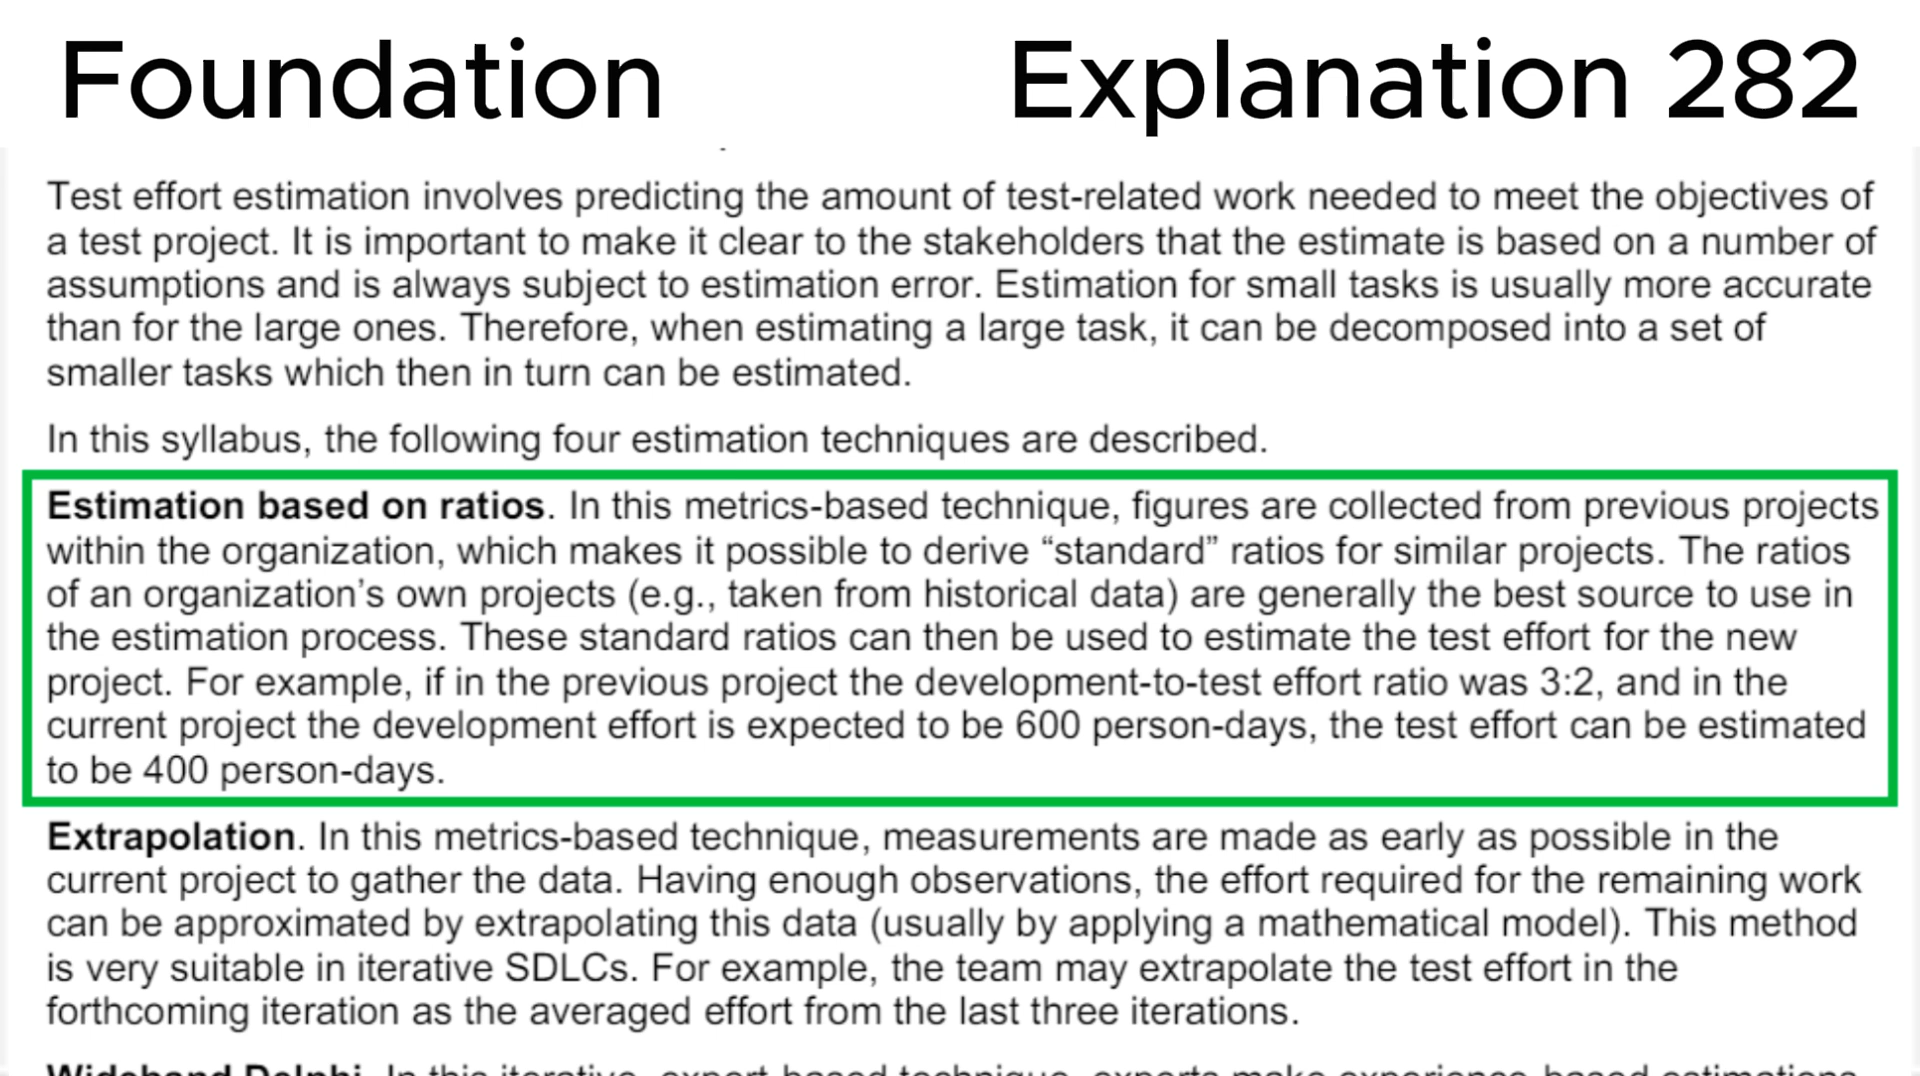 Foundation Explanation 282
Test effort estimation involves predicting the amount of test-related work needed to meet the objectives of
a test project. It is important to make it clear to the stakeholders that the estimate is based on a number of
assumptions and is always subject to estimation error. Estimation for small tasks is usually more accurate
than for the large ones. Therefore, when estimating a large task, it can be decomposed into a set of
smaller tasks which then in turn can be estimated.
In this syllabus, the following four estimation techniques are described.
Estimation based on ratios. In this metrics-based technique, figures are collected from previous projects
within the organization, which makes it possible to derive “standard” ratios for similar projects. The ratios
of an organization’s own projects (e.g., taken from historical data) are generally the best source to use in
the estimation process. These standard ratios can then be used to estimate the test effort for the new
project. For example, if in the previous project the development-to-test effort ratio was 3:2, and in the
current project the development effort is expected to be 600 person-days, the test effort can be estimated
to be 400 person-days.
Extrapolation. In this metrics-based technique, measurements are made as early as possible in the
current project to gather the data. Having enough observations, the effort required for the remaining work
can be approximated by extrapolating this data (usually by applying a mathematical model). This method
is very suitable in iterative SDLCs. For example, the team may extrapolate the test effort in the
forthcoming iteration as the averaged effort from the last three iterations.
Wideband Delphi. In this iterative, expert-based technique, experts make experience-based estimations.